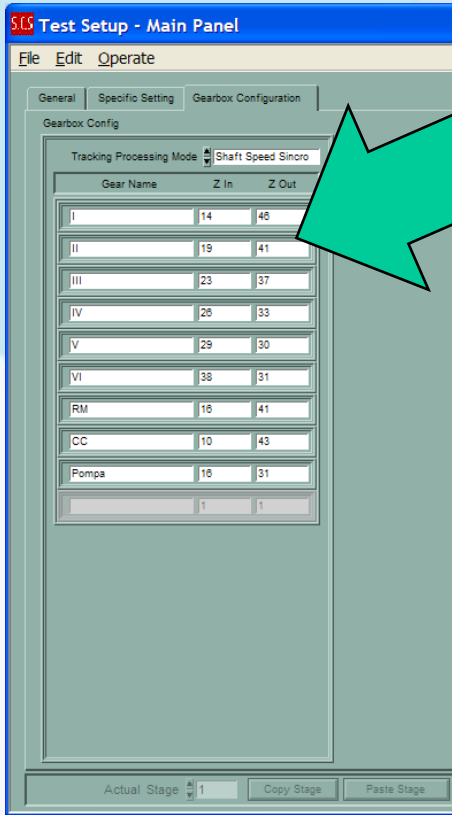 S.C.S Test Setup - Main Panel
File Edit Operate
General Specific Setting Gearbox Configuration
Gearbox Config
Tracking Processing Mode Shaft Speed Sincro
Gear Name Z In Z Out
I 14 46
II 19 41
III 23 37
IV 26 33
V 29 30
VI 38 31
RM 16 41
CC 10 43
Pompa 16 31
1 1
Actual Stage 1 Copy Stage Paste Stage